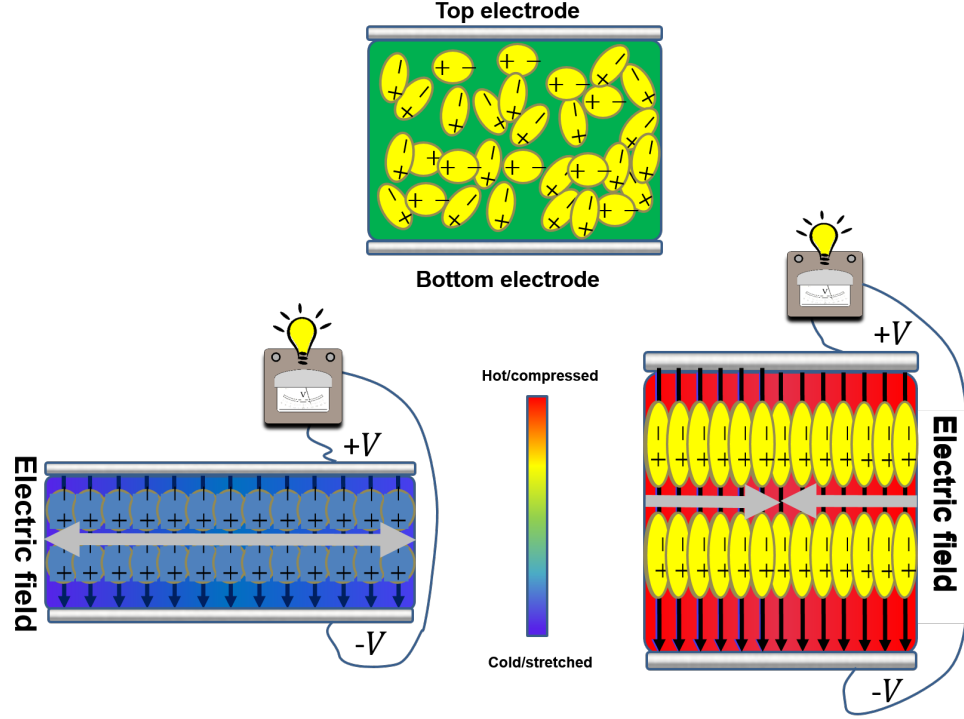 Top electrode
Bottom electrode
V
+V
Hot/compressed
V
+V
Electric field
Electric field
Cold/stretched
-V
-V